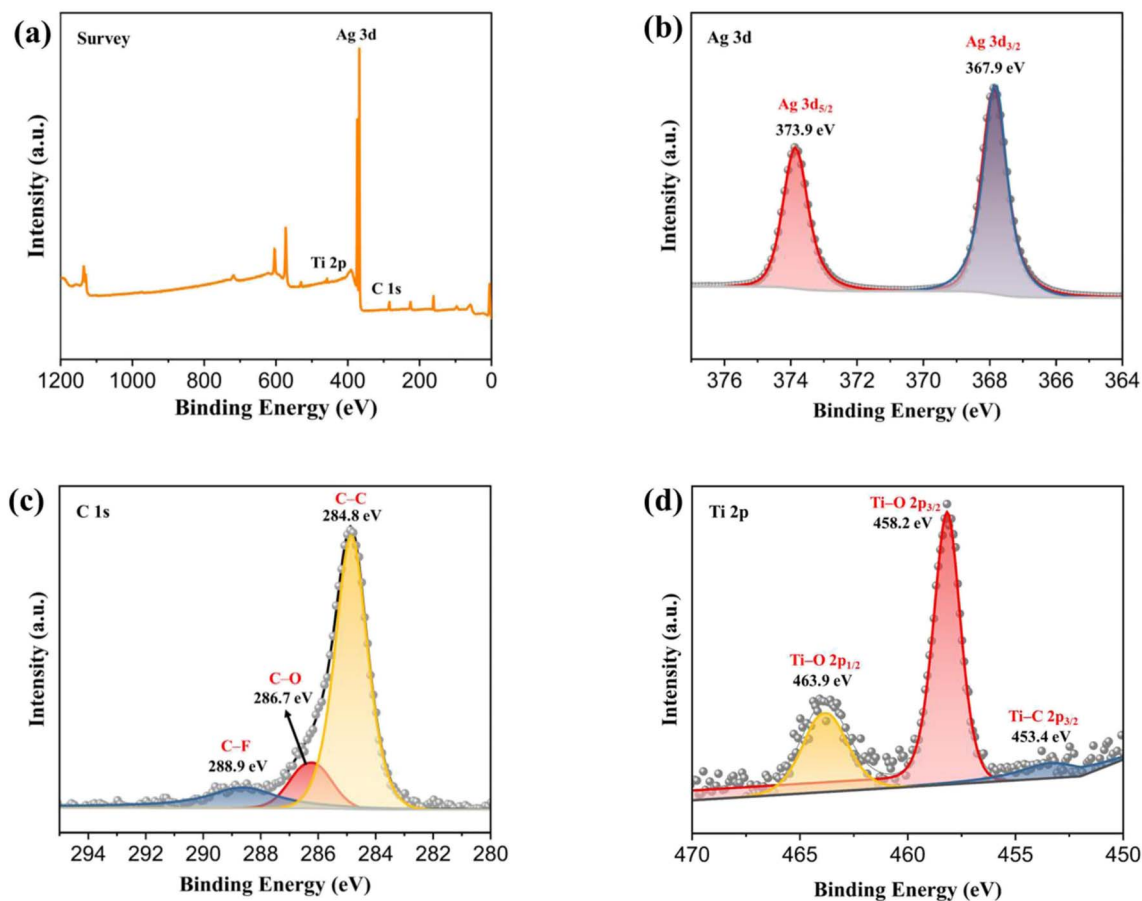 (a)
Survey
Ag 3d
Ti 2p
C 1s
Intensity (a.u.)
1200 1000 800 600 400 200 0
Binding Energy (eV)
(b)
Ag 3d
Ag 3d3/2
367.9 eV
Ag 3d5/2
373.9 eV
Intensity (a.u.)
376 374 372 370 368 366 364
Binding Energy (eV)
(c)
C 1s
C–C
284.8 eV
C–O
286.7 eV
C–F
288.9 eV
Intensity (a.u.)
294 292 290 288 286 284 282 280
Binding Energy (eV)
(d)
Ti 2p
Ti–O 2p3/2
458.2 eV
Ti–O 2p1/2
463.9 eV
Ti–C 2p3/2
453.4 eV
Intensity (a.u.)
470 465 460 455 450
Binding Energy (eV)